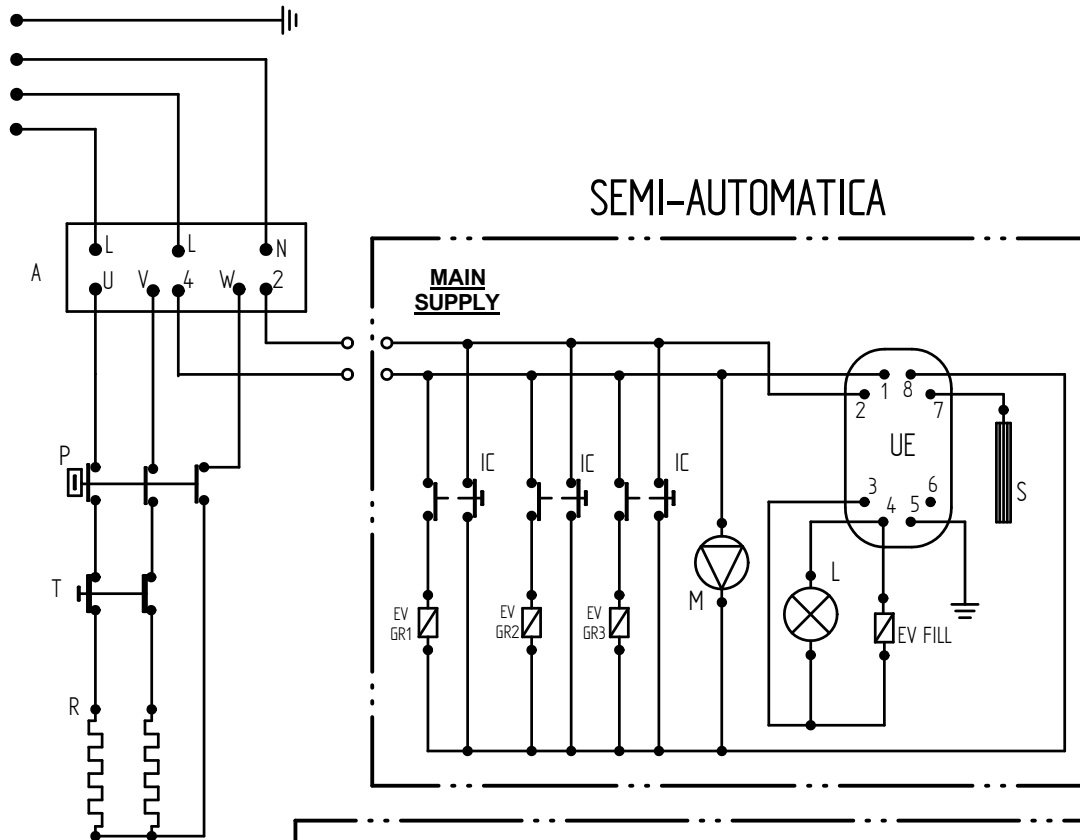 SEMI-AUTOMATICA
L L N
A
U V 4 W 2
MAIN
SUPPLY
1 8
2 7
UE
P
IC IC IC
3 6
4 5
S
T
L
M
EV
GR1
EV
GR2
EV
GR3
EV FILL
R